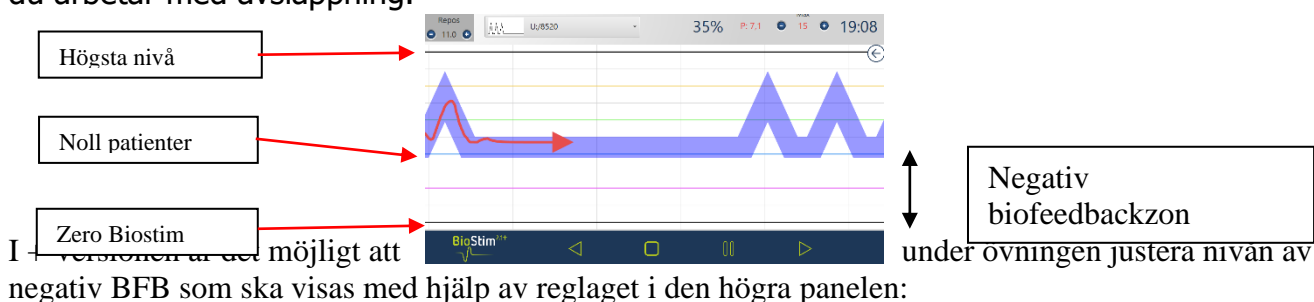 du arbetar med avslappning.
Repos
11.0
U:/8520
35%
P: 7,1
15
19:08
Högsta nivå
Noll patienter
Negativ
biofeedbackzon
Zero Biostim
BioStim
I + versionen är det möjligt att under övningen justera nivån av
negativ BFB som ska visas med hjälp av reglaget i den högra panelen: